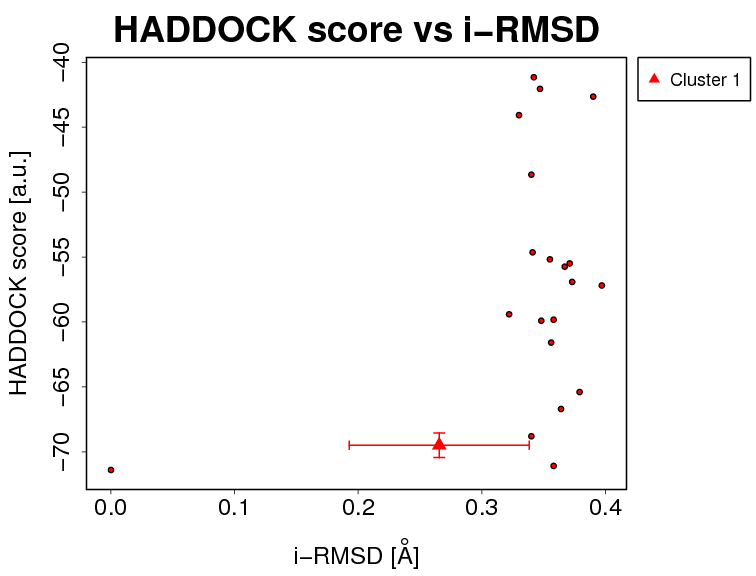 HADDOCK score vs i−RMSD
Cluster 1
HADDOCK score [a.u.]
−40
−45
−50
−55
−60
−65
−70
0.0 0.1 0.2 0.3 0.4
i−RMSD [Å]